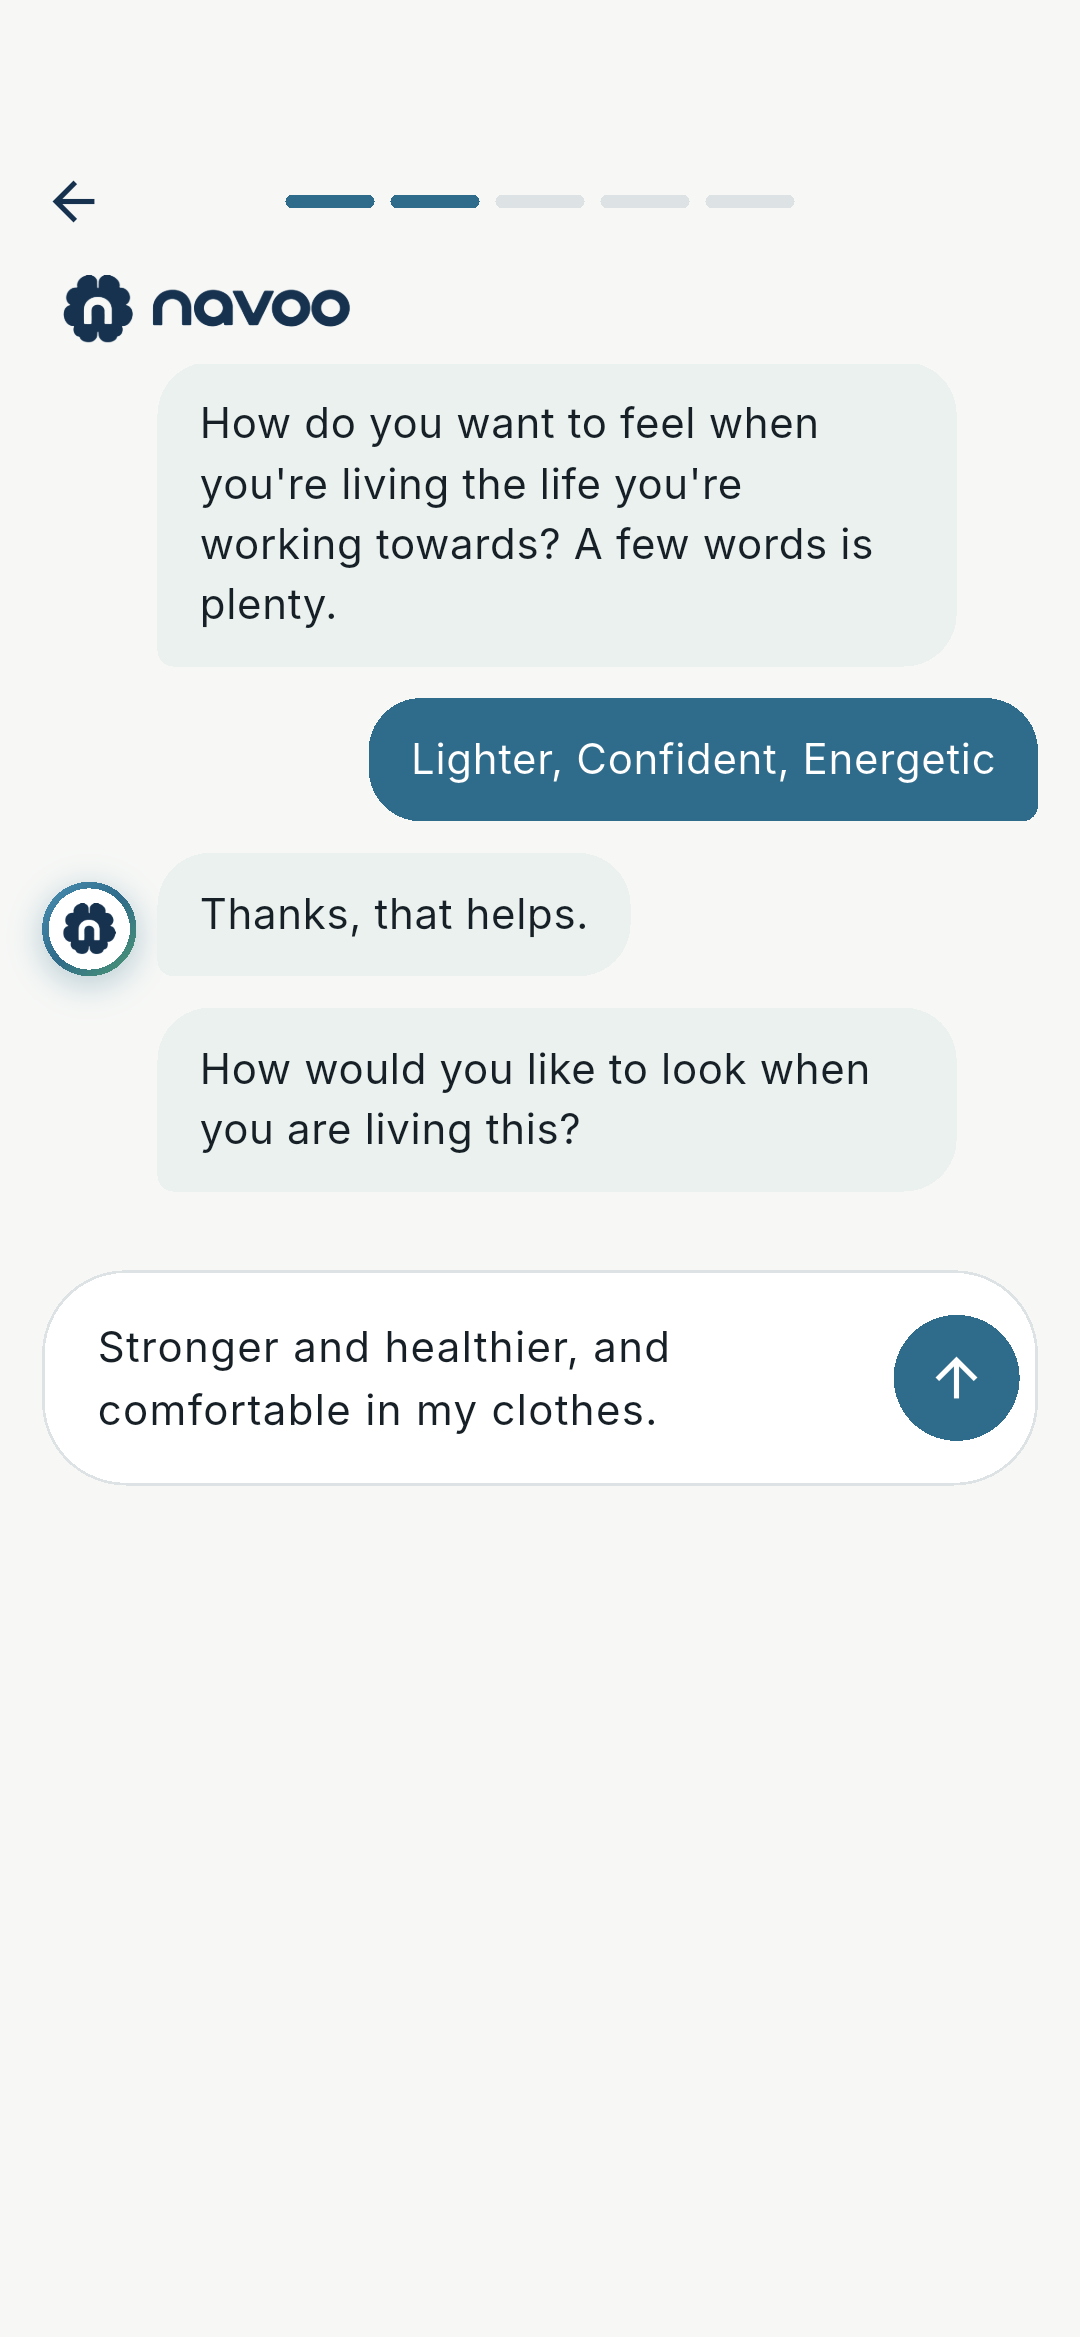 navoo
How do you want to feel when
you're living the life you're
working towards? A few words is
plenty.
Lighter, Confident, Energetic
Thanks, that helps.
How would you like to look when
you are living this?
Stronger and healthier, and
comfortable in my clothes.